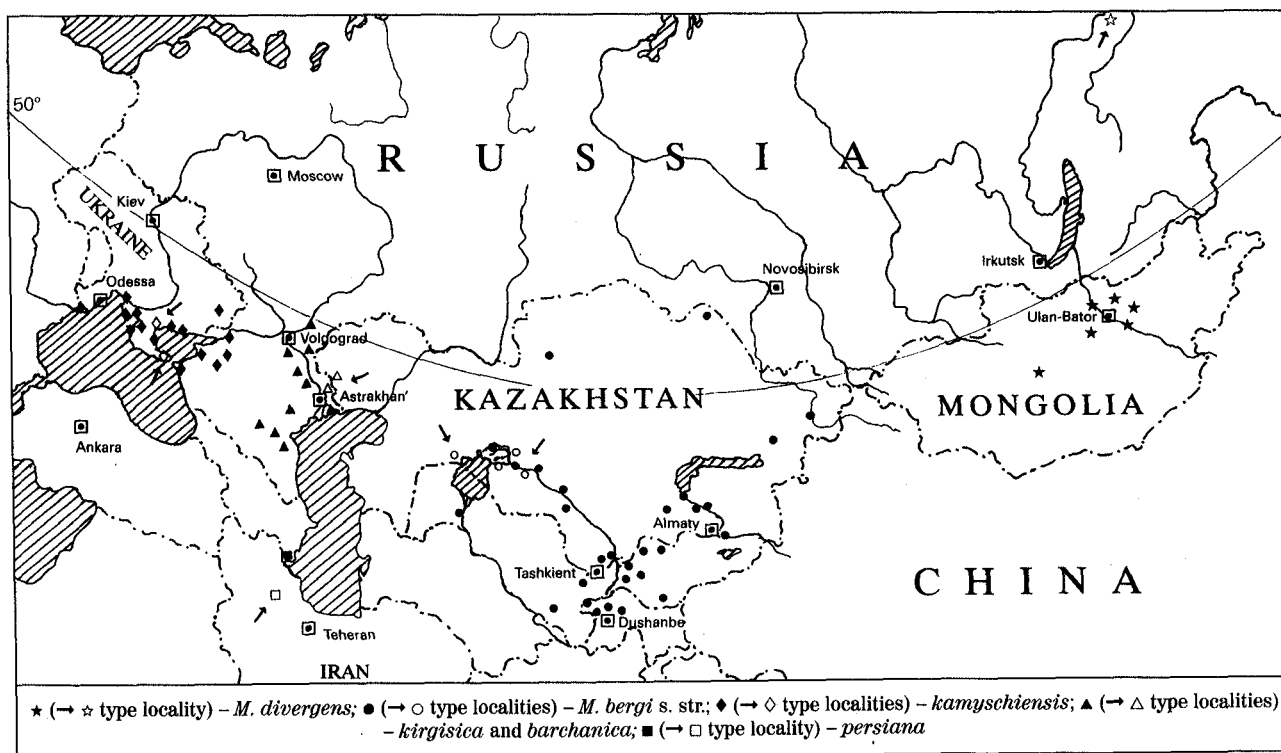 50°
RUSSIA
Moscow
Kiev
UKRAINE
Odessa
Novosibirsk
Irkutsk
Ulan-Bator
Volgograd
Astrakhan'
KAZAKHSTAN
MONGOLIA
Ankara
Almaty
Tashkient
CHINA
Dushanbe
Teheran
IRAN
★ (→ ☆ type locality) – M. divergens; ● (→ ○ type localities) – M. bergi s. str.; ♦ (→ ◊ type localities) – kamyschiensis; ▲ (→ △ type localities)
– kirgisica and barchanica; ■ (→ □ type locality) – persiana